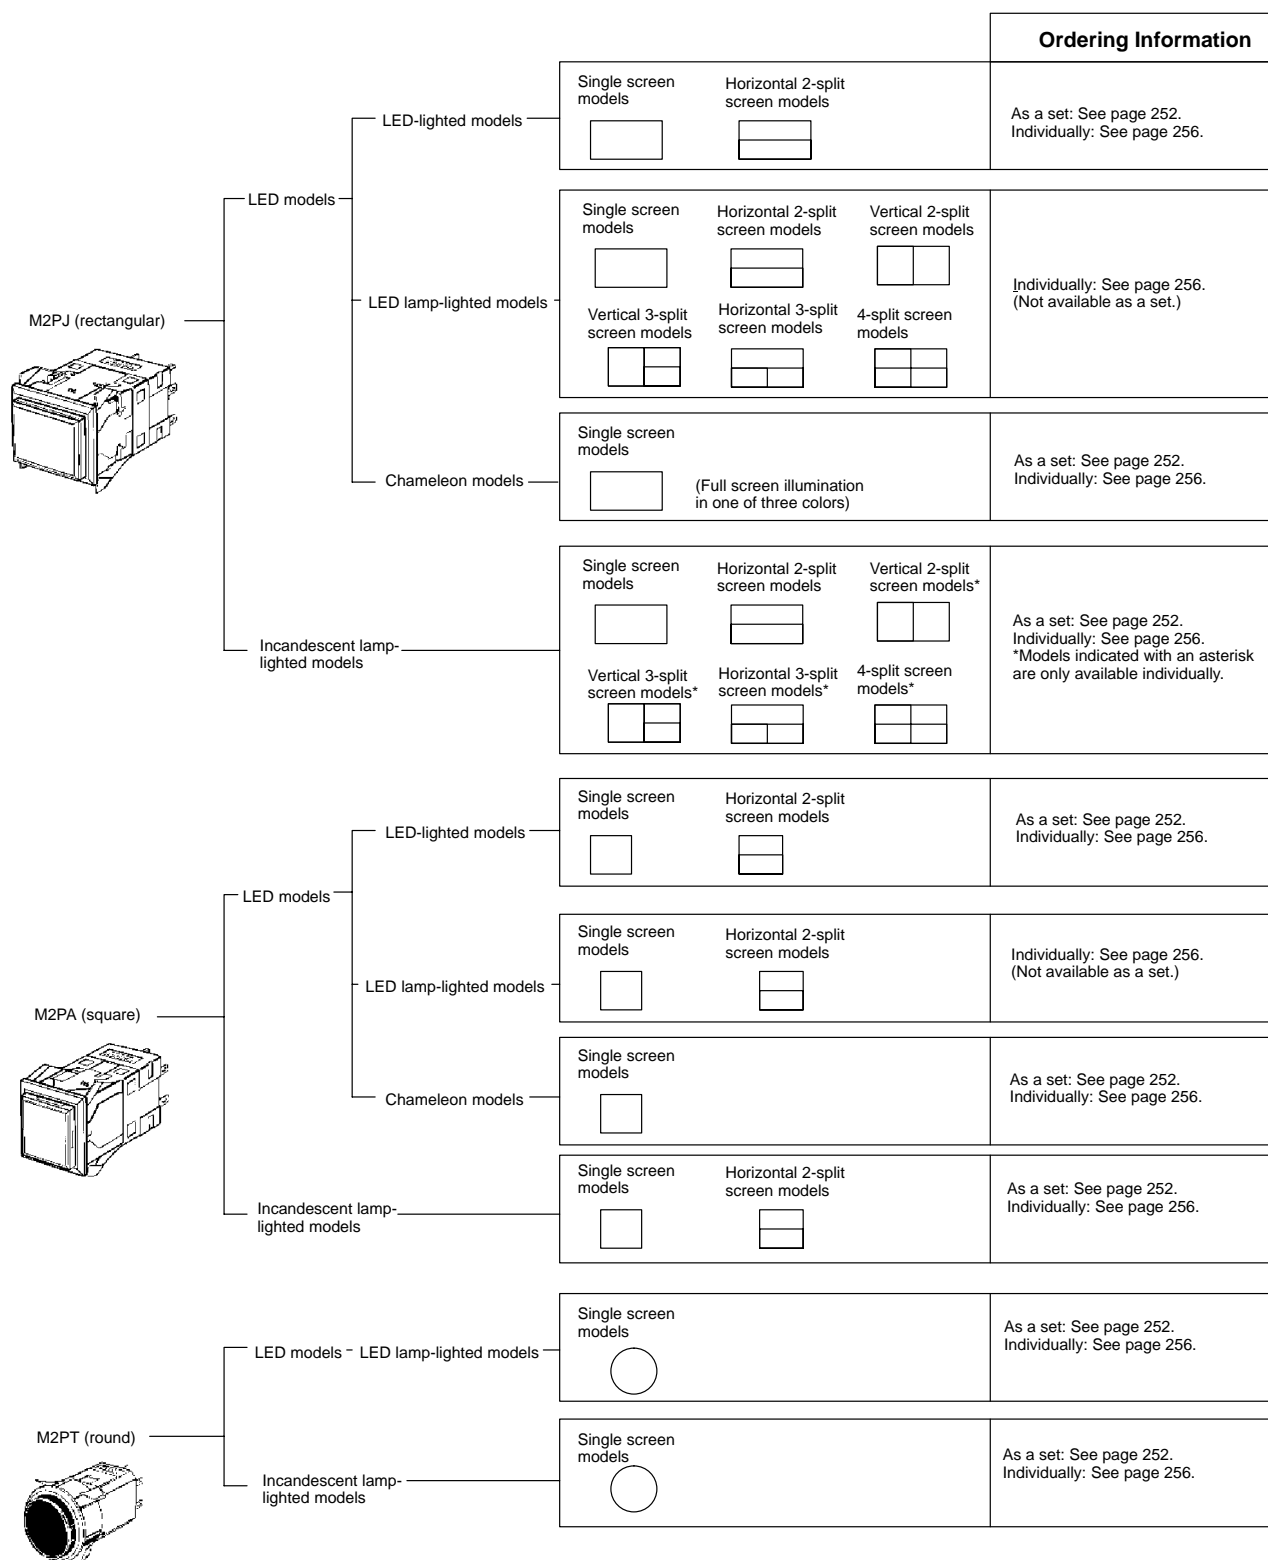 Ordering Information
Single screen
models
Horizontal 2-split
screen models
LED-lighted models
As a set: See page 252.
Individually: See page 256.
LED models
Single screen
models
Horizontal 2-split
screen models
Vertical 2-split
screen models
LED lamp-lighted models
Individually: See page 256.
(Not available as a set.)
M2PJ (rectangular)
Vertical 3-split
screen models
Horizontal 3-split
screen models
4-split screen
models
Single screen
models
Chameleon models
(Full screen illumination
in one of three colors)
As a set: See page 252.
Individually: See page 256.
Single screen
models
Horizontal 2-split
screen models
Vertical 2-split
screen models*
Incandescent lamp-
lighted models
As a set: See page 252.
Individually: See page 256.
*Models indicated with an asterisk
are only available individually.
Vertical 3-split
screen models*
Horizontal 3-split
screen models*
4-split screen
models*
Single screen
models
Horizontal 2-split
screen models
LED-lighted models
As a set: See page 252.
Individually: See page 256.
LED models
Single screen
models
Horizontal 2-split
screen models
LED lamp-lighted models
Individually: See page 256.
(Not available as a set.)
M2PA (square)
Single screen
models
Chameleon models
As a set: See page 252.
Individually: See page 256.
Single screen
models
Horizontal 2-split
screen models
Incandescent lamp-
lighted models
As a set: See page 252.
Individually: See page 256.
Single screen
models
LED models
LED lamp-lighted models
As a set: See page 252.
Individually: See page 256.
M2PT (round)
Single screen
models
Incandescent lamp-
lighted models
As a set: See page 252.
Individually: See page 256.